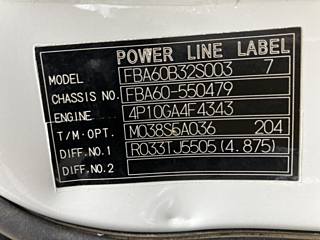 POWER LINE LABEL
MODEL FBA60B32S003 7
CHASSIS NO. FBA60-550479
ENGINE 4P10GA4F4343
T/M·OPT. M038S5A036 204
DIFF.NO.1 R033TJ5505(4.875)
DIFF.NO.2